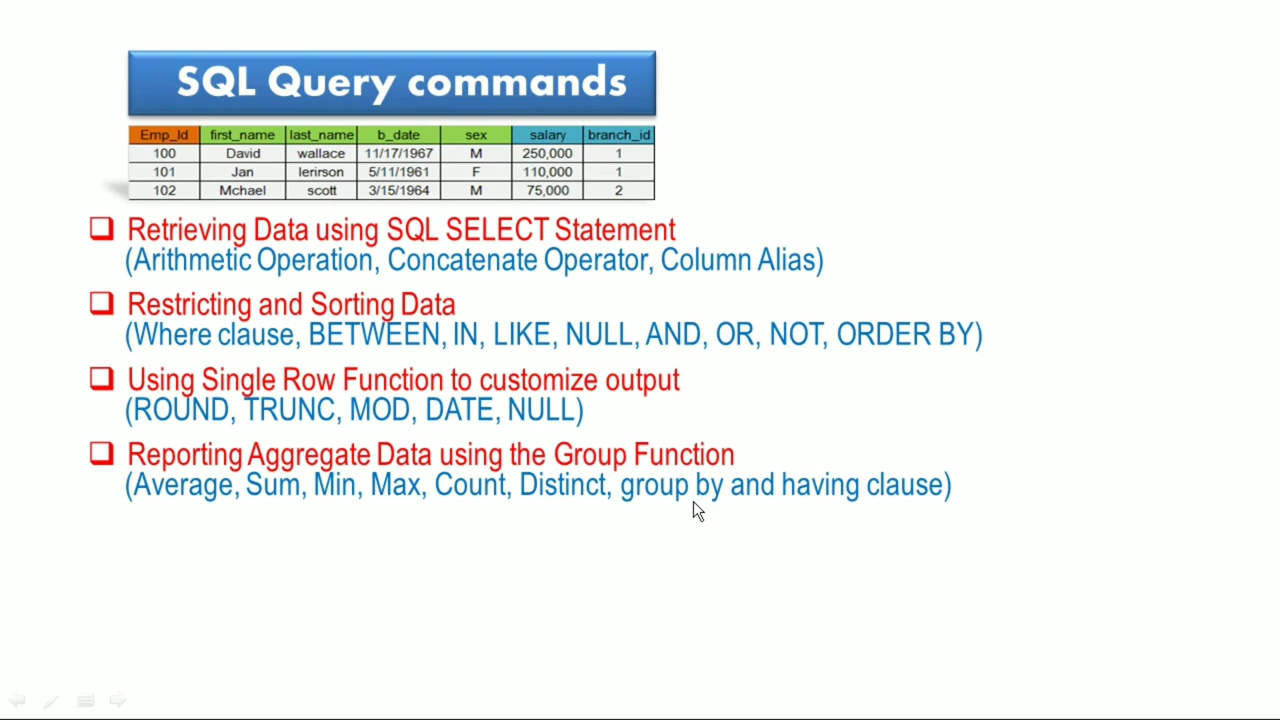 SQL Query commands
Emp_Id first_name last_name b_date sex salary branch_id
100 David wallace 11/17/1967 M 250,000 1
101 Jan lerirson 5/11/1961 F 110,000 1
102 Mchael scott 3/15/1964 M 75,000 2
Retrieving Data using SQL SELECT Statement
(Arithmetic Operation, Concatenate Operator, Column Alias)
Restricting and Sorting Data
(Where clause, BETWEEN, IN, LIKE, NULL, AND, OR, NOT, ORDER BY)
Using Single Row Function to customize output
(ROUND, TRUNC, MOD, DATE, NULL)
Reporting Aggregate Data using the Group Function
(Average, Sum, Min, Max, Count, Distinct, group by and having clause)